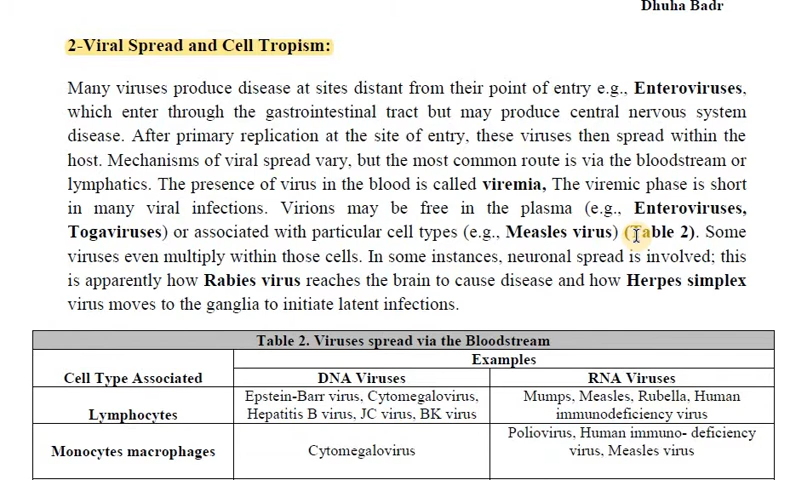 Dhuha Badr
2-Viral Spread and Cell Tropism:
Many viruses produce disease at sites distant from their point of entry e.g., Enteroviruses,
which enter through the gastrointestinal tract but may produce central nervous system
disease. After primary replication at the site of entry, these viruses then spread within the
host. Mechanisms of viral spread vary, but the most common route is via the bloodstream or
lymphatics. The presence of virus in the blood is called viremia, The viremic phase is short
in many viral infections. Virions may be free in the plasma (e.g., Enteroviruses,
Togaviruses) or associated with particular cell types (e.g., Measles virus) (Table 2). Some
viruses even multiply within those cells. In some instances, neuronal spread is involved; this
is apparently how Rabies virus reaches the brain to cause disease and how Herpes simplex
virus moves to the ganglia to initiate latent infections.
Table 2. Viruses spread via the Bloodstream
Cell Type Associated
Examples
DNA Viruses
RNA Viruses
Lymphocytes
Epstein-Barr virus, Cytomegalovirus,
Hepatitis B virus, JC virus, BK virus
Mumps, Measles, Rubella, Human
immunodeficiency virus
Monocytes macrophages
Cytomegalovirus
Poliovirus, Human immuno- deficiency
virus, Measles virus